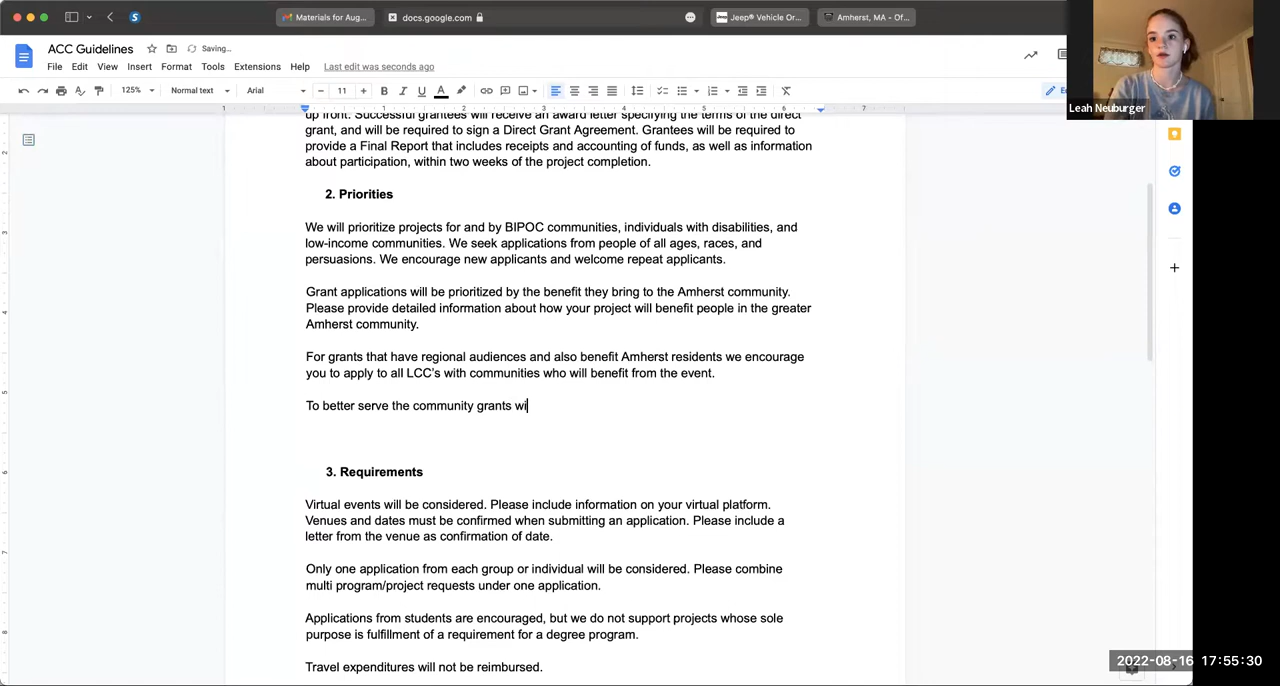 Materials for Aug...
docs.google.com
Jeep® Vehicle Or...
Amherst, MA - Of...
ACC Guidelines
Saving...
File Edit View Insert Format Tools Extensions Help Last edit was seconds ago
125% Normal text Arial 11
Leah Neuburger
up front. Successful grantees will receive an award letter specifying the terms of the direct
grant, and will be required to sign a Direct Grant Agreement. Grantees will be required to
provide a Final Report that includes receipts and accounting of funds, as well as information
about participation, within two weeks of the project completion.
2. Priorities
We will prioritize projects for and by BIPOC communities, individuals with disabilities, and
low-income communities. We seek applications from people of all ages, races, and
persuasions. We encourage new applicants and welcome repeat applicants.
Grant applications will be prioritized by the benefit they bring to the Amherst community.
Please provide detailed information about how your project will benefit people in the greater
Amherst community.
For grants that have regional audiences and also benefit Amherst residents we encourage
you to apply to all LCC's with communities who will benefit from the event.
To better serve the community grants wi
3. Requirements
Virtual events will be considered. Please include information on your virtual platform.
Venues and dates must be confirmed when submitting an application. Please include a
letter from the venue as confirmation of date.
Only one application from each group or individual will be considered. Please combine
multi program/project requests under one application.
Applications from students are encouraged, but we do not support projects whose sole
purpose is fulfillment of a requirement for a degree program.
Travel expenditures will not be reimbursed.
2022-08-16 17:55:30